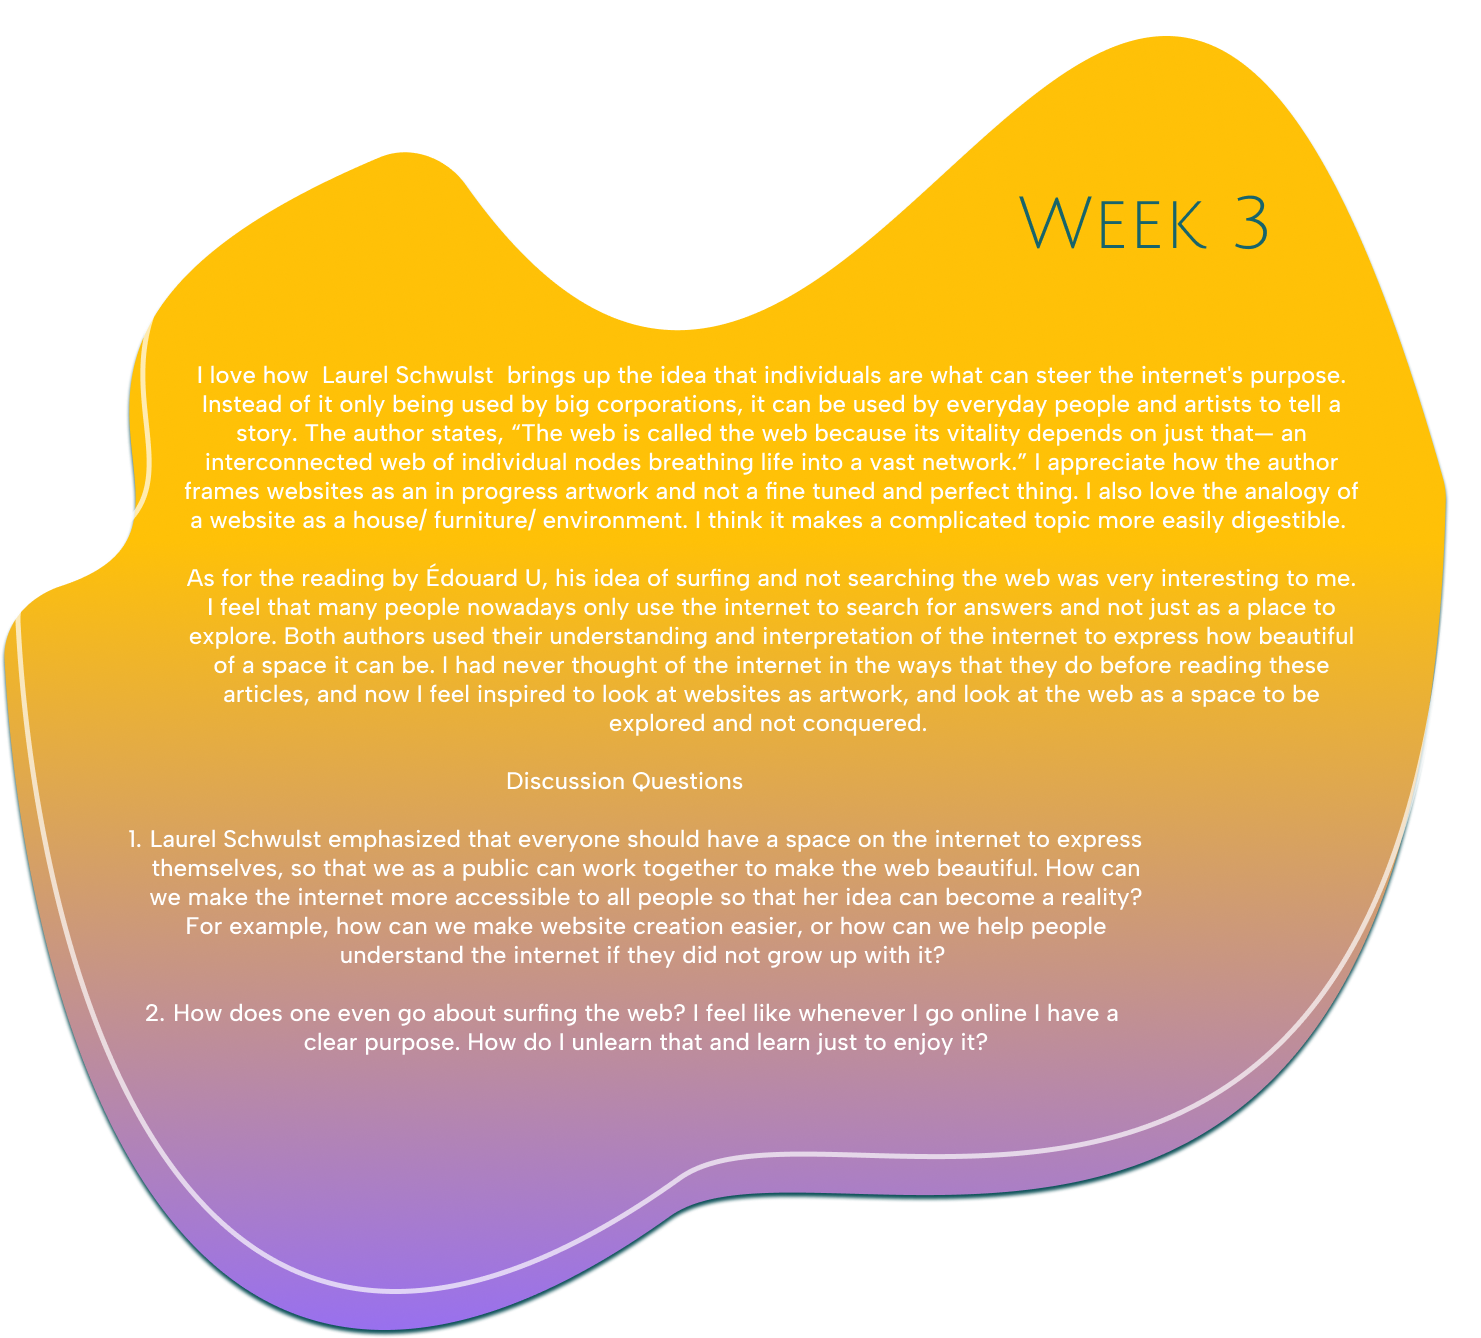 WEEK 3
I love how  Laurel Schwulst  brings up the idea that individuals are what can steer the internet's purpose.
Instead of it only being used by big corporations, it can be used by everyday people and artists to tell a
story. The author states, “The web is called the web because its vitality depends on just that— an
interconnected web of individual nodes breathing life into a vast network.” I appreciate how the author
frames websites as an in progress artwork and not a fine tuned and perfect thing. I also love the analogy of
a website as a house/ furniture/ environment. I think it makes a complicated topic more easily digestible.
As for the reading by Édouard U, his idea of surfing and not searching the web was very interesting to me.
I feel that many people nowadays only use the internet to search for answers and not just as a place to
explore. Both authors used their understanding and interpretation of the internet to express how beautiful
of a space it can be. I had never thought of the internet in the ways that they do before reading these
articles, and now I feel inspired to look at websites as artwork, and look at the web as a space to be
explored and not conquered.
Discussion Questions
1. Laurel Schwulst emphasized that everyone should have a space on the internet to express
themselves, so that we as a public can work together to make the web beautiful. How can
we make the internet more accessible to all people so that her idea can become a reality?
For example, how can we make website creation easier, or how can we help people
understand the internet if they did not grow up with it?
2. How does one even go about surfing the web? I feel like whenever I go online I have a
clear purpose. How do I unlearn that and learn just to enjoy it?